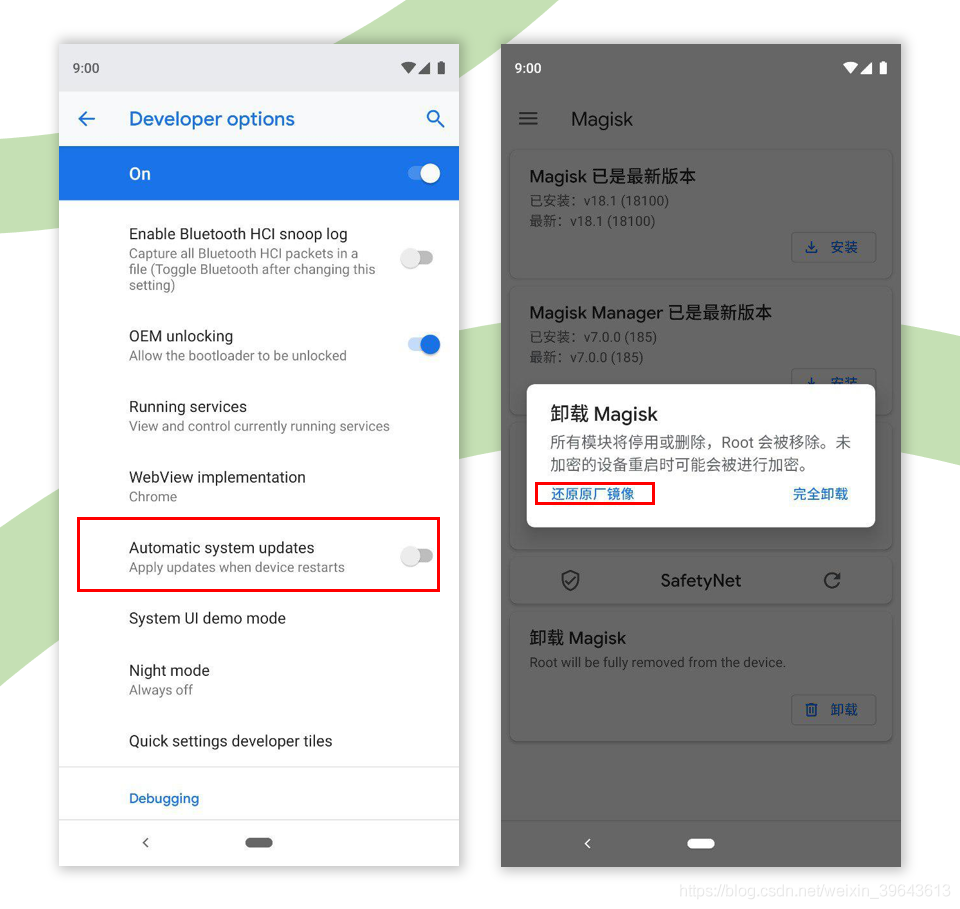 9:00
Developer options
On
Enable Bluetooth HCI snoop log
Capture all Bluetooth HCI packets in a
file (Toggle Bluetooth after changing this
setting)
OEM unlocking
Allow the bootloader to be unlocked
Running services
View and control currently running services
WebView implementation
Chrome
Automatic system updates
Apply updates when device restarts
System UI demo mode
Night mode
Always off
Quick settings developer tiles
Debugging
9:00
Magisk
Magisk 已是最新版本
已安装：v18.1 (18100)
最新：v18.1 (18100)
安装
Magisk Manager 已是最新版本
已安装：v7.0.0 (185)
最新：v7.0.0 (185)
安装
卸载 Magisk
所有模块将停用或删除，Root 会被移除。未
加密的设备重启时可能会被进行加密。
还原原厂镜像
完全卸载
SafetyNet
卸载 Magisk
Root will be fully removed from the device.
卸载
https://blog.csdn.net/weixin_39643613